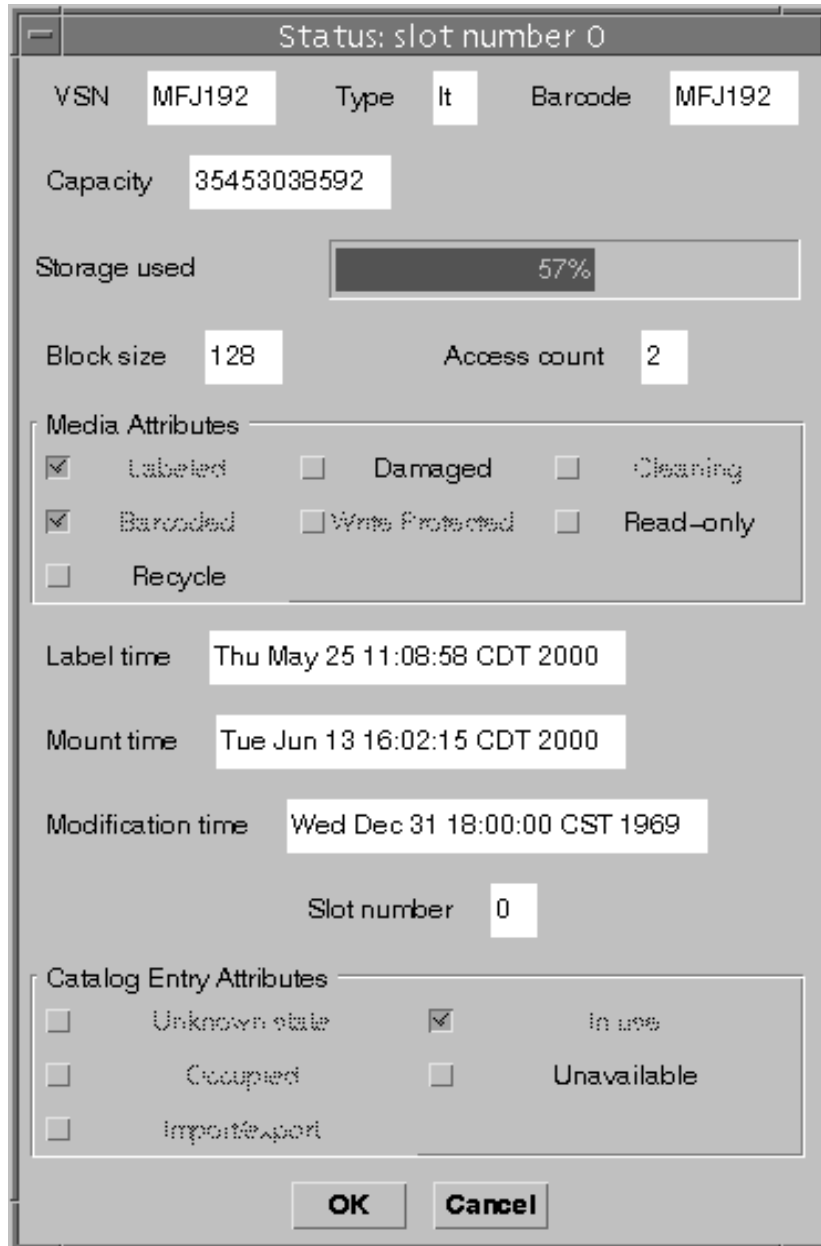 Status: slot number 0
VSN MFJ192 Type lt Barcode MFJ192
Capacity 35453038592
Storage used 57%
Block size 128 Access count 2
Media Attributes
Labeled Damaged Cleaning
Barcoded Write Protected Read-only
Recycle
Label time Thu May 25 11:08:58 CDT 2000
Mount time Tue Jun 13 16:02:15 CDT 2000
Modification time Wed Dec 31 18:00:00 CST 1969
Slot number 0
Catalog Entry Attributes
Unknown state In use
Occupied Unavailable
Import/export
OK Cancel